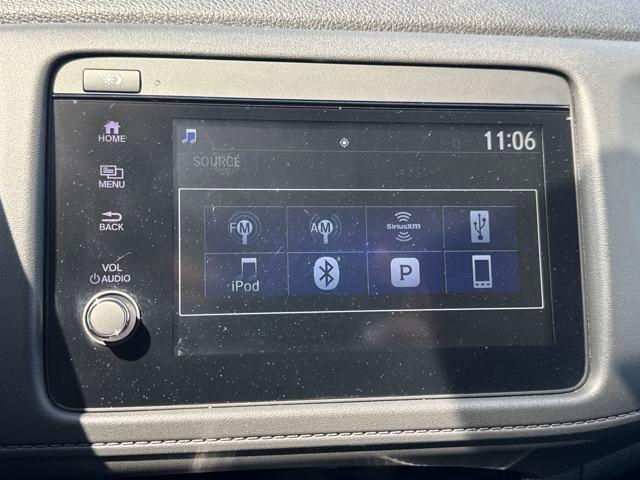 HOME
MENU
BACK
VOL
AUDIO
11:06
SOURCE
FM
AM
SiriusXM
iPod
P